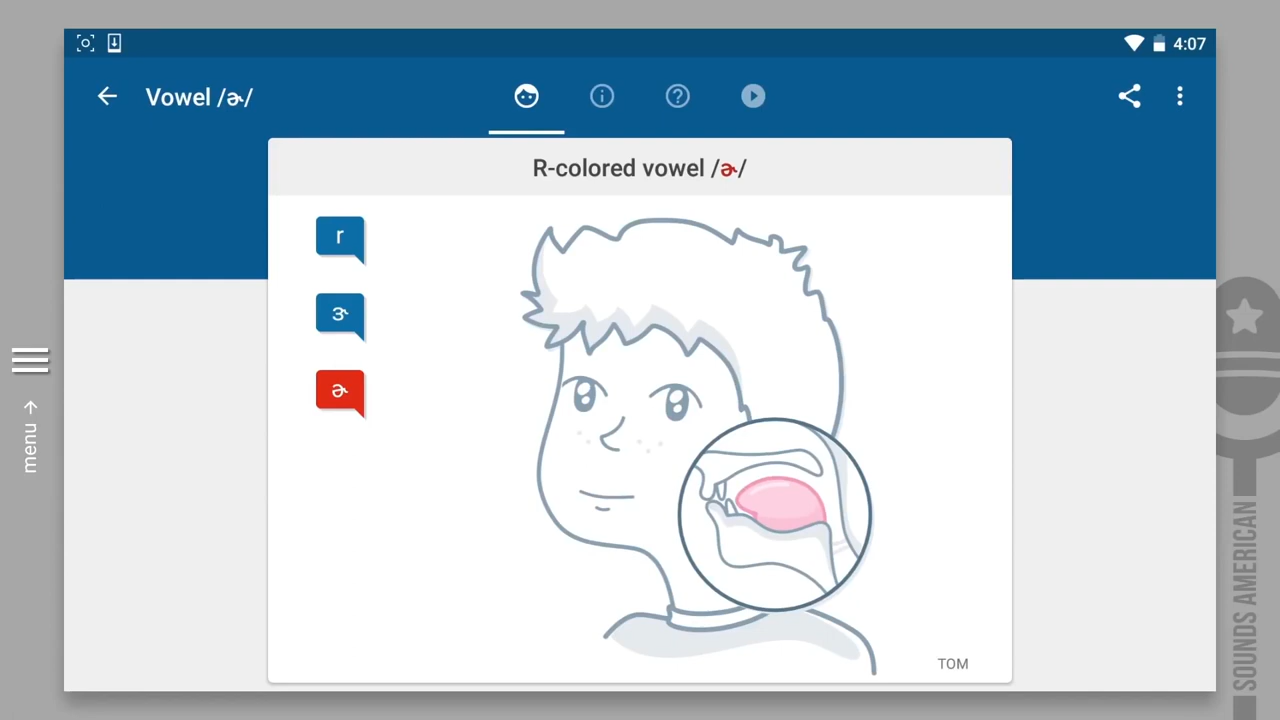 4:07
Vowel /ɚ/
R-colored vowel /ɚ/
r
ɝ
ɚ
menu
TOM
SOUNDS AMERICAN